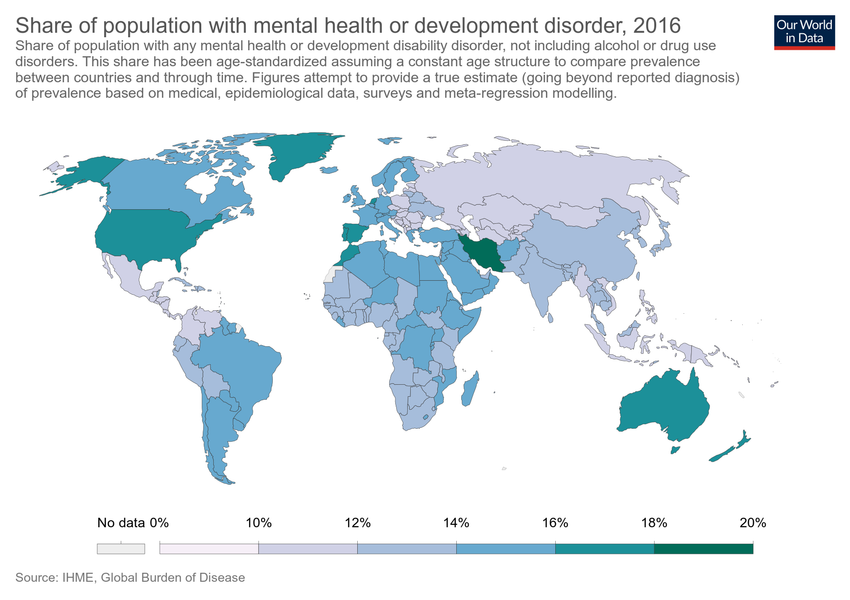 Share of population with mental health or development disorder, 2016
Our World
in Data
Share of population with any mental health or development disability disorder, not including alcohol or drug use
disorders. This share has been age-standardized assuming a constant age structure to compare prevalence
between countries and through time. Figures attempt to provide a true estimate (going beyond reported diagnosis)
of prevalence based on medical, epidemiological data, surveys and meta-regression modelling.
No data 0% 10% 12% 14% 16% 18% 20%
Source: IHME, Global Burden of Disease